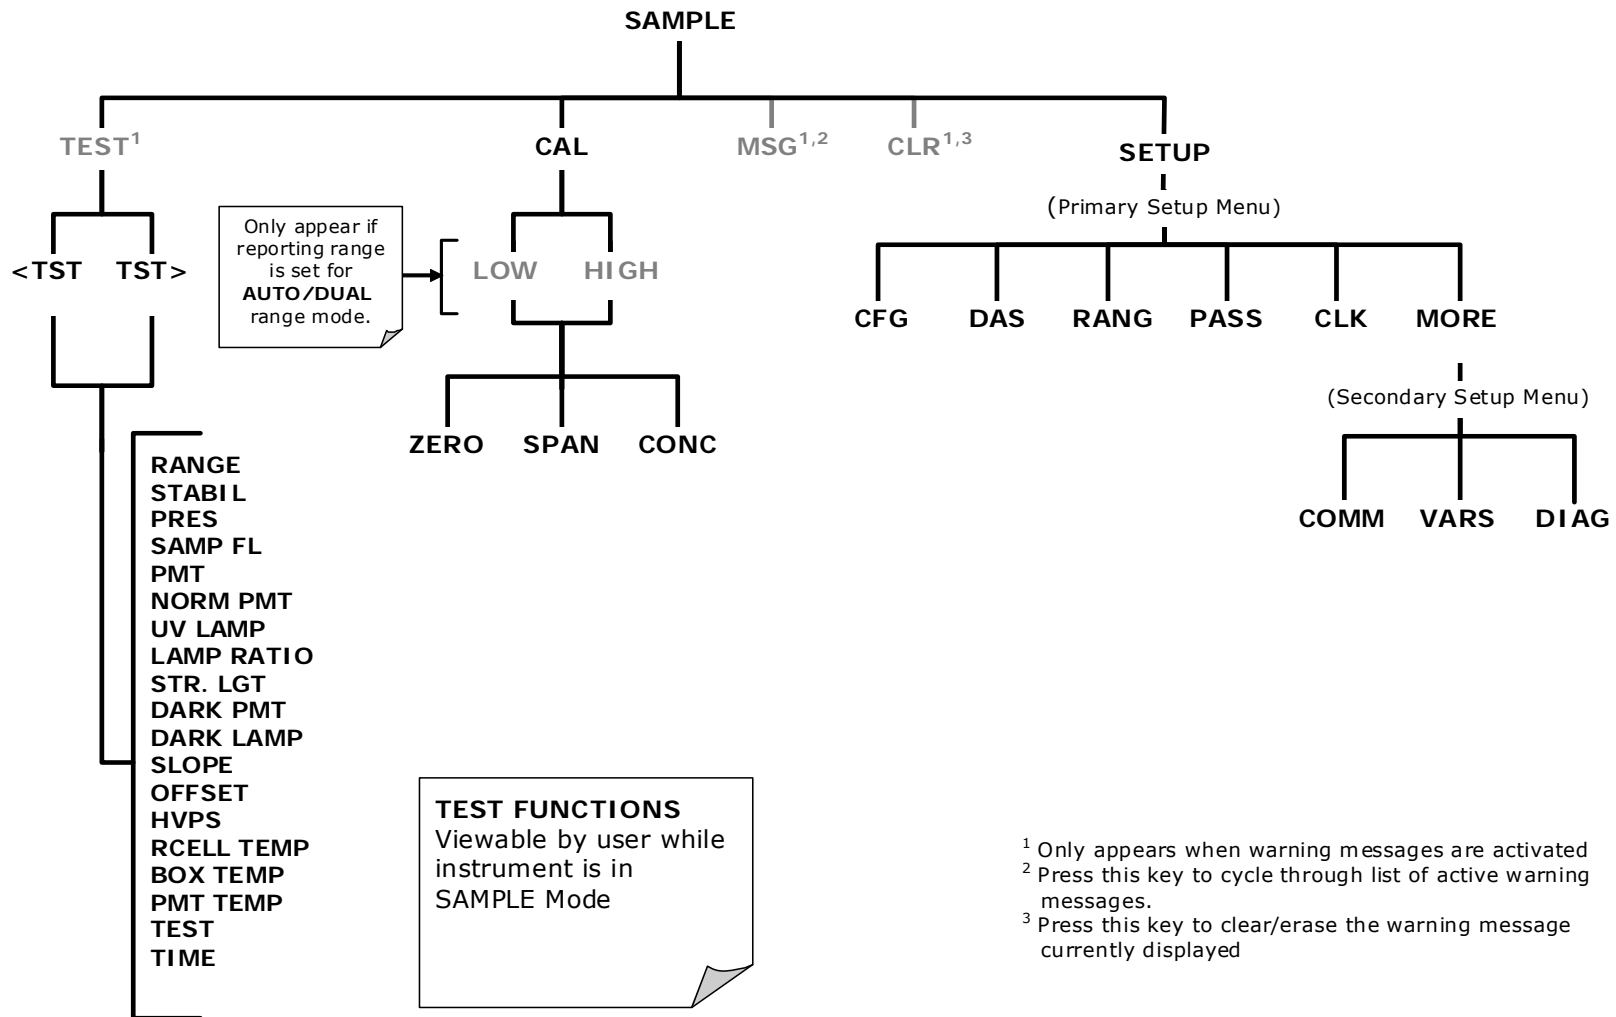 SAMPLE
TEST1 CAL MSG1,2 CLR1,3 SETUP
(Primary Setup Menu)
<TST TST>
Only appear if
reporting range
is set for
AUTO/DUAL
range mode.
LOW HIGH
CFG DAS RANG PASS CLK MORE
(Secondary Setup Menu)
ZERO SPAN CONC
COMM VARS DIAG
RANGE
STABIL
PRES
SAMP FL
PMT
NORM PMT
UV LAMP
LAMP RATIO
STR. LGT
DARK PMT
DARK LAMP
SLOPE
OFFSET
HVPS
RCELL TEMP
BOX TEMP
PMT TEMP
TEST
TIME
TEST FUNCTIONS
Viewable by user while
instrument is in
SAMPLE Mode
1 Only appears when warning messages are activated
2 Press this key to cycle through list of active warning
messages.
3 Press this key to clear/erase the warning message
currently displayed